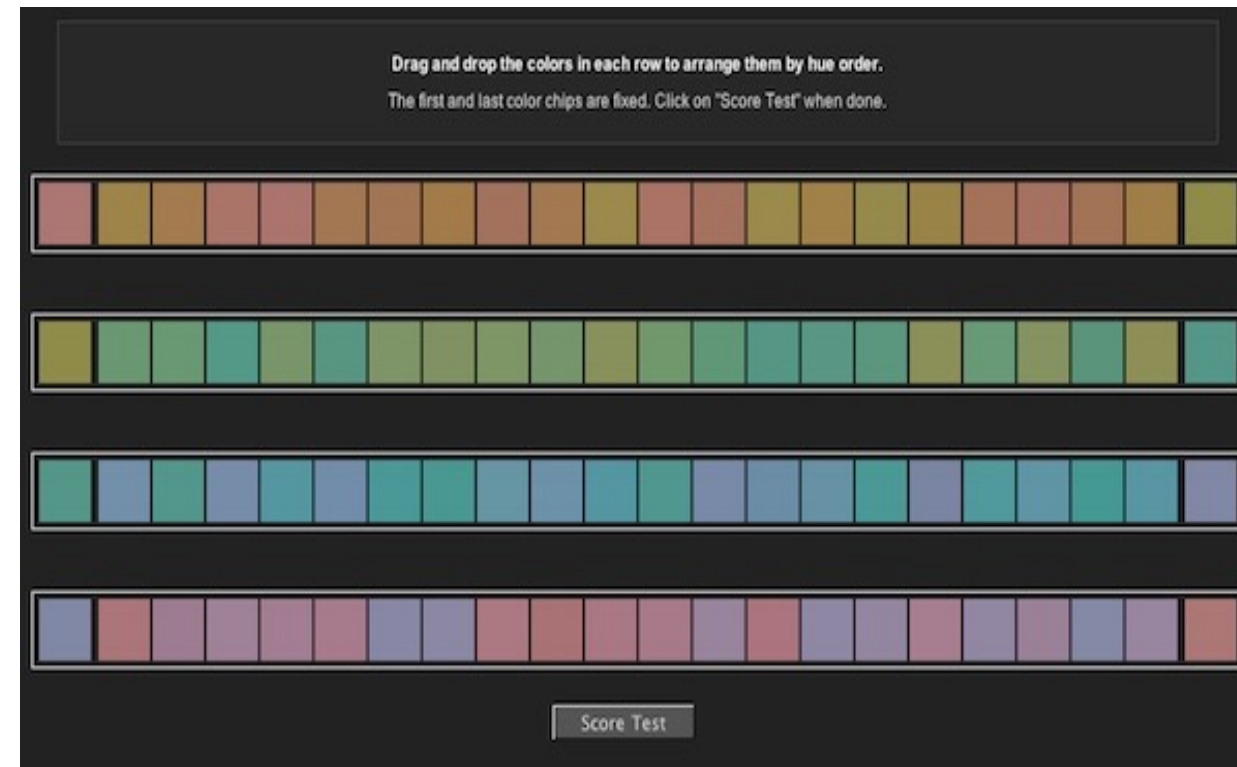 Drag and drop the colors in each row to arrange them by hue order.
The first and last color chips are fixed. Click on "Score Test" when done.
Score Test